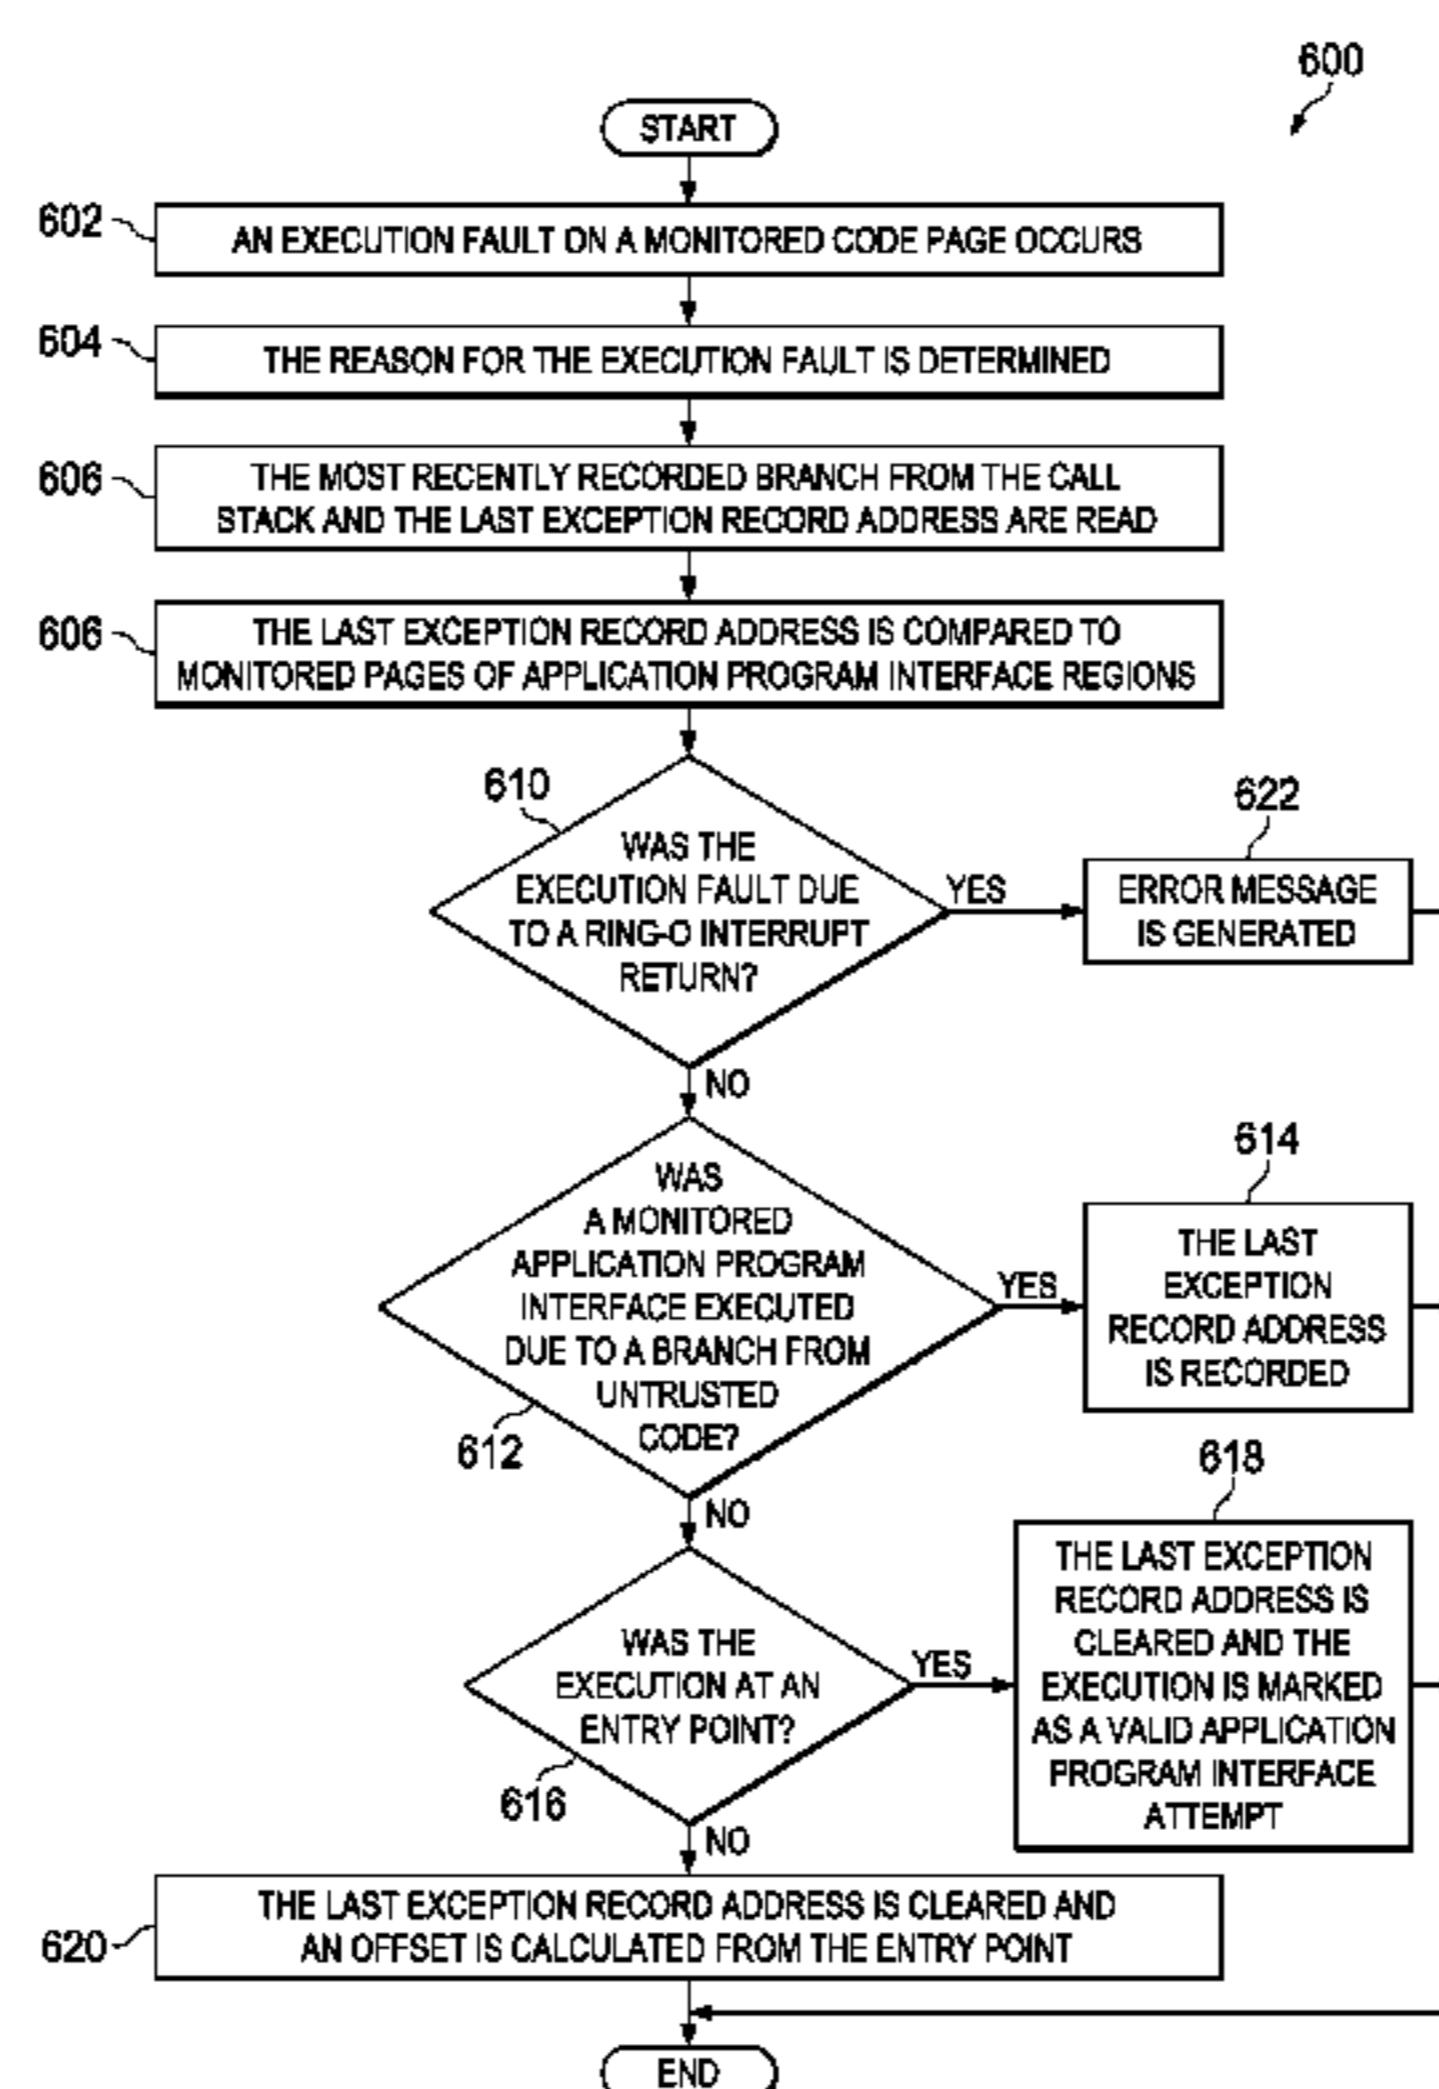 600
START
602
AN EXECUTION FAULT ON A MONITORED CODE PAGE OCCURS
604
THE REASON FOR THE EXECUTION FAULT IS DETERMINED
606
THE MOST RECENTLY RECORDED BRANCH FROM THE CALL
STACK AND THE LAST EXCEPTION RECORD ADDRESS ARE READ
606
THE LAST EXCEPTION RECORD ADDRESS IS COMPARED TO
MONITORED PAGES OF APPLICATION PROGRAM INTERFACE REGIONS
610
WAS THE
EXECUTION FAULT DUE
TO A RING-O INTERRUPT
RETURN?
YES
622
ERROR MESSAGE
IS GENERATED
NO
WAS
A MONITORED
APPLICATION PROGRAM
INTERFACE EXECUTED
DUE TO A BRANCH FROM
UNTRUSTED
CODE?
612
YES
614
THE LAST
EXCEPTION
RECORD ADDRESS
IS RECORDED
NO
WAS THE
EXECUTION AT AN
ENTRY POINT?
616
YES
618
THE LAST EXCEPTION
RECORD ADDRESS IS
CLEARED AND THE
EXECUTION IS MARKED
AS A VALID APPLICATION
PROGRAM INTERFACE
ATTEMPT
NO
620
THE LAST EXCEPTION RECORD ADDRESS IS CLEARED AND
AN OFFSET IS CALCULATED FROM THE ENTRY POINT
END